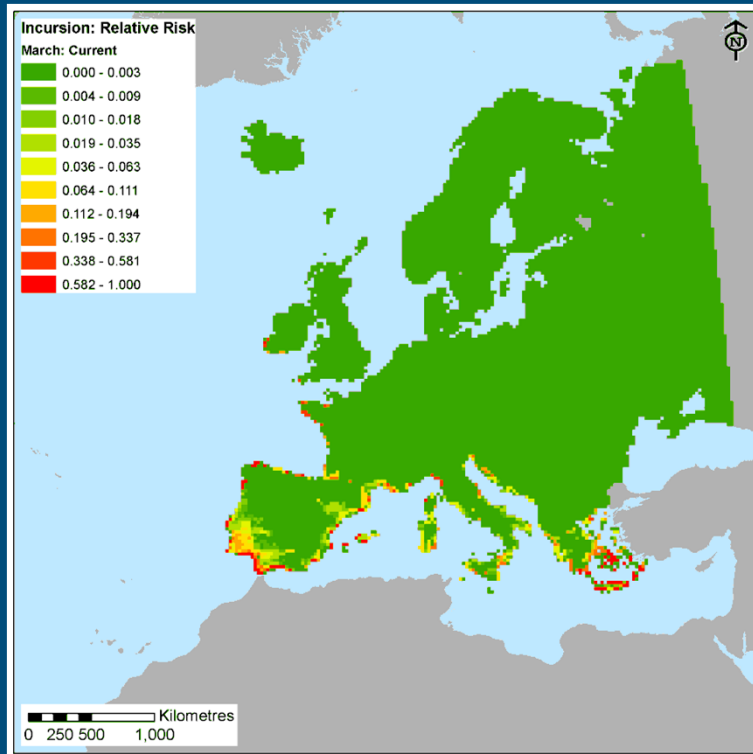 Incursion: Relative Risk
March: Current
0.000 - 0.003
0.004 - 0.009
0.010 - 0.018
0.019 - 0.035
0.036 - 0.063
0.064 - 0.111
0.112 - 0.194
0.195 - 0.337
0.338 - 0.581
0.582 - 1.000
N
Kilometres
0 250 500 1,000